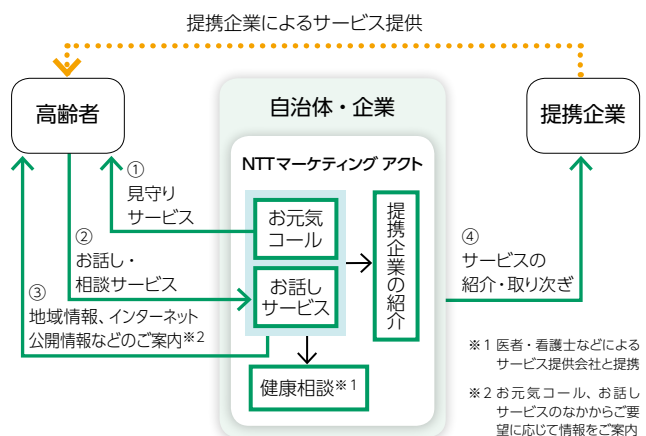 提携企業によるサービス提供
高齢者
自治体・企業
提携企業
NTTマーケティング アクト
①
見守り
サービス
お元気
コール
提携企業の紹介
②
お話し・
相談サービス
お話し
サービス
④
サービスの
紹介・取り次ぎ
③
地域情報、インターネット
公開情報などのご案内※2
健康相談※1
※1 医者・看護士などによる
サービス提供会社と提携
※2 お元気コール、お話し
サービスのなかからご要
望に応じて情報をご案内